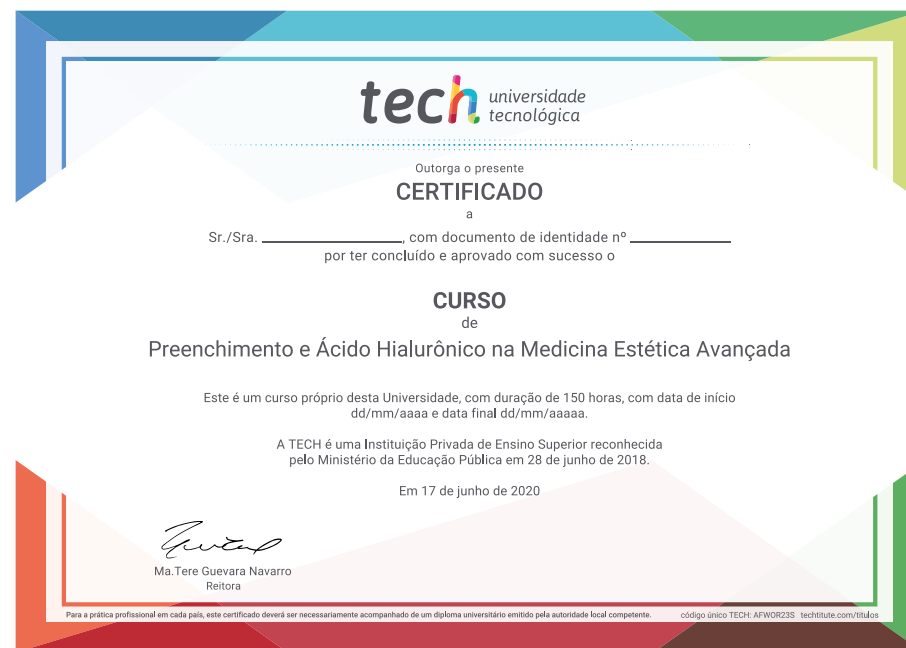 tech universidade
tecnológica
Outorga o presente
CERTIFICADO
a
Sr./Sra. ______________, com documento de identidade nº __________
por ter concluído e aprovado com sucesso o
CURSO
de
Preenchimento e Ácido Hialurônico na Medicina Estética Avançada
Este é um curso próprio desta Universidade, com duração de 150 horas, com data de início
dd/mm/aaaa e data final dd/mm/aaaaa.
A TECH é uma Instituição Privada de Ensino Superior reconhecida
pelo Ministério da Educação Pública em 28 de junho de 2018.
Em 17 de junho de 2020
Ma.Tere Guevara Navarro
Reitora
Para a prática profissional em cada país, este certificado deverá ser necessariamente acompanhado de um diploma universitário emitido pela autoridade local competente. código único TECH: AFWOR23S techtitute.com/titulos